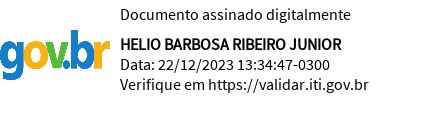 Documento assinado digitalmente
gov.br
HELIO BARBOSA RIBEIRO JUNIOR
Data: 22/12/2023 13:34:47-0300
Verifique em https://validar.iti.gov.br